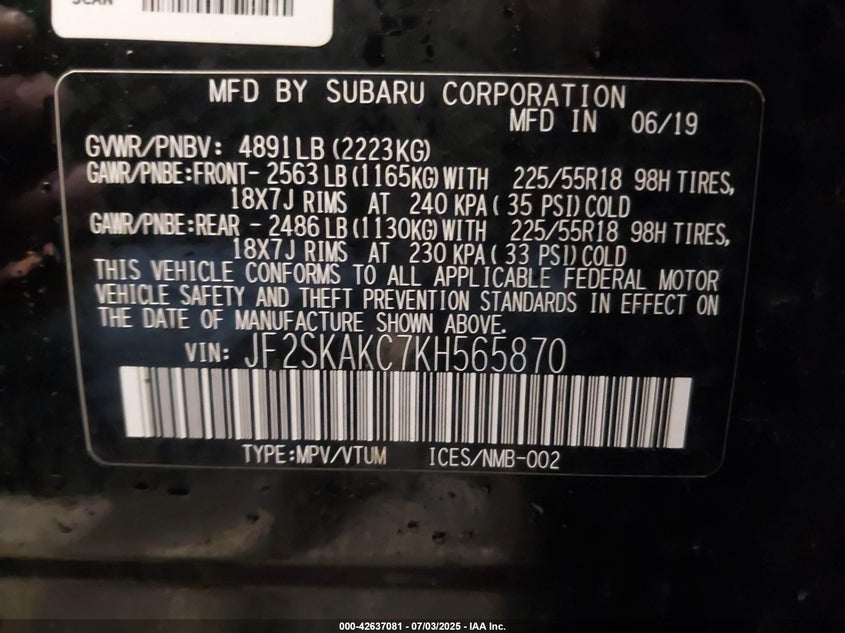 SCAN
MFD BY SUBARU CORPORATION
MFD IN 06/19
GVWR/PNBV: 4891LB (2223KG)
GAWR/PNBE:FRONT- 2563 LB (1165KG) WITH 225/55R18 98H TIRES,
18X7J RIMS AT 240 KPA ( 35 PSI) COLD
GAWR/PNBE:REAR - 2486 LB (1130KG) WITH 225/55R18 98H TIRES,
18X7J RIMS AT 230 KPA ( 33 PSI) COLD
THIS VEHICLE CONFORMS TO ALL APPLICABLE FEDERAL MOTOR
VEHICLE SAFETY AND THEFT PREVENTION STANDARDS IN EFFECT ON
THE DATE OF MANUFACTURE SHOWN ABOVE.
VIN: JF2SKAKC7KH565870
TYPE:MPV/VTUM ICES/NMB-002
000-42637081 - 07/03/2025 - IAA Inc.